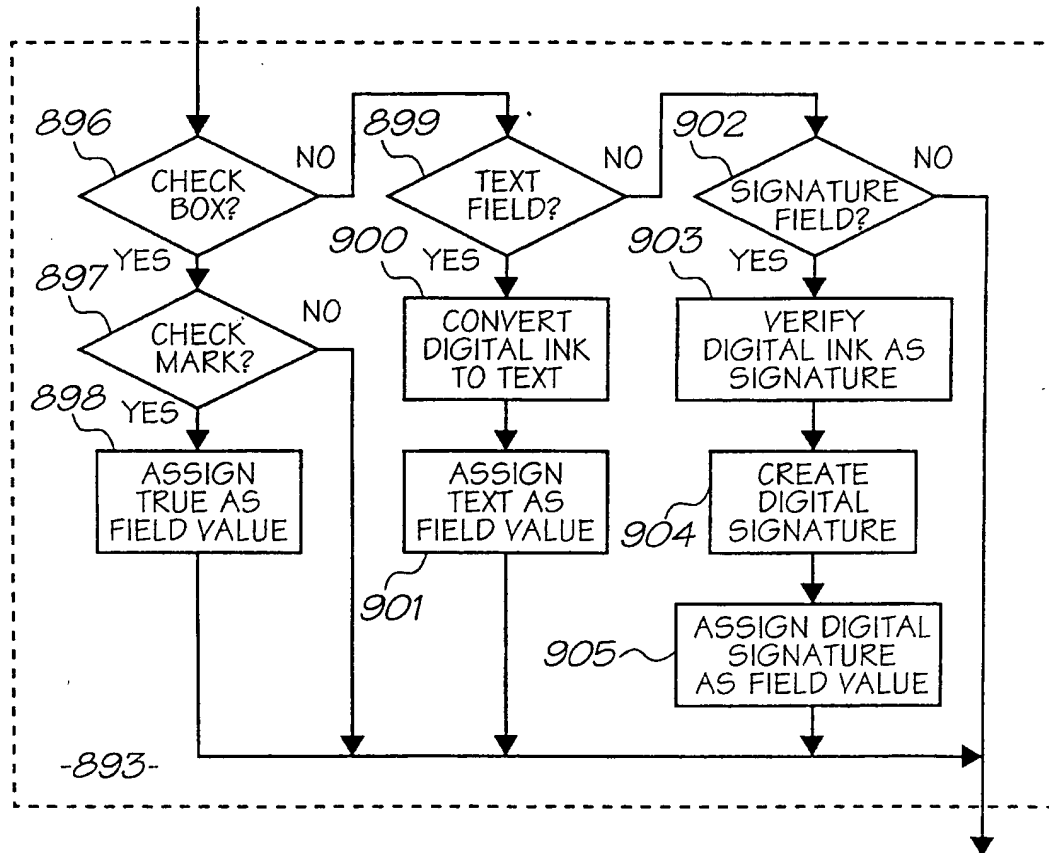 896
CHECK
BOX?
NO
YES
899
TEXT
FIELD?
NO
YES
902
SIGNATURE
FIELD?
NO
YES
897
CHECK
MARK?
NO
YES
900
CONVERT
DIGITAL INK
TO TEXT
903
VERIFY
DIGITAL INK AS
SIGNATURE
898
ASSIGN
TRUE AS
FIELD VALUE
ASSIGN
TEXT AS
FIELD VALUE
901
CREATE
DIGITAL
SIGNATURE
904
905
ASSIGN DIGITAL
SIGNATURE
AS FIELD VALUE
-893-